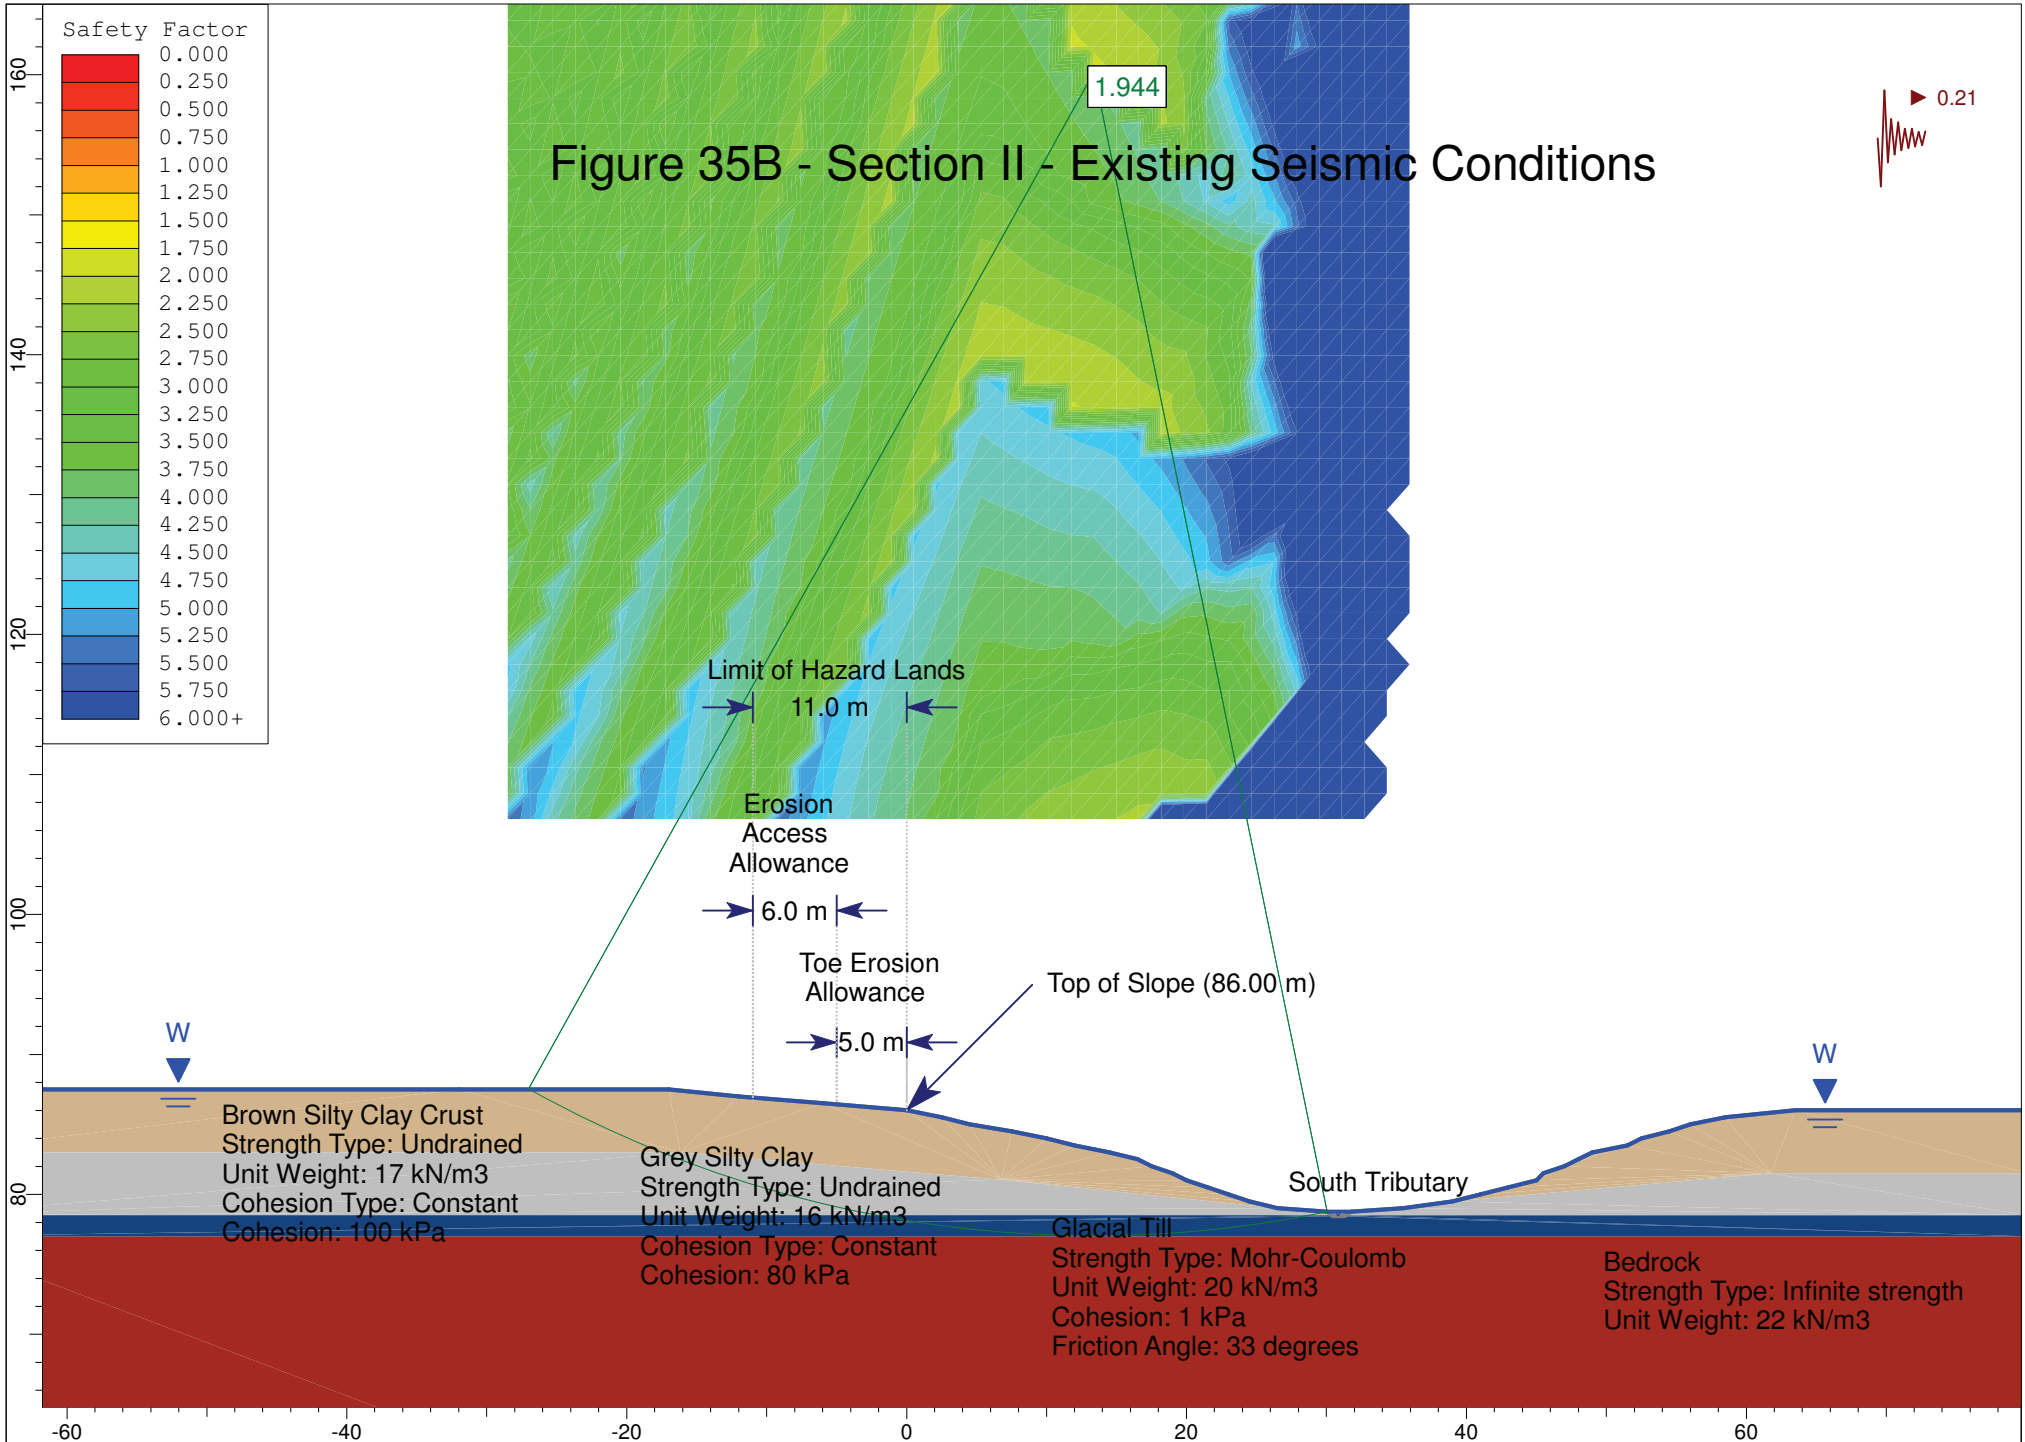 Safety Factor
0.000
0.250
0.500
0.750
1.000
1.250
1.500
1.750
2.000
2.250
2.500
2.750
3.000
3.250
3.500
3.750
4.000
4.250
4.500
4.750
5.000
5.250
5.500
5.750
6.000+
1.944
0.21
Figure 35B - Section II - Existing Seismic Conditions
Limit of Hazard Lands
11.0 m
Erosion
Access
Allowance
6.0 m
Toe Erosion
Allowance
5.0 m
Top of Slope (86.00 m)
W
W
Brown Silty Clay Crust
Strength Type: Undrained
Unit Weight: 17 kN/m3
Cohesion Type: Constant
Cohesion: 100 kPa
Grey Silty Clay
Strength Type: Undrained
Unit Weight: 16 kN/m3
Cohesion Type: Constant
Cohesion: 80 kPa
South Tributary
Glacial Till
Strength Type: Mohr-Coulomb
Unit Weight: 20 kN/m3
Cohesion: 1 kPa
Friction Angle: 33 degrees
Bedrock
Strength Type: Infinite strength
Unit Weight: 22 kN/m3
160
140
120
100
80
-60
-40
-20
0
20
40
60